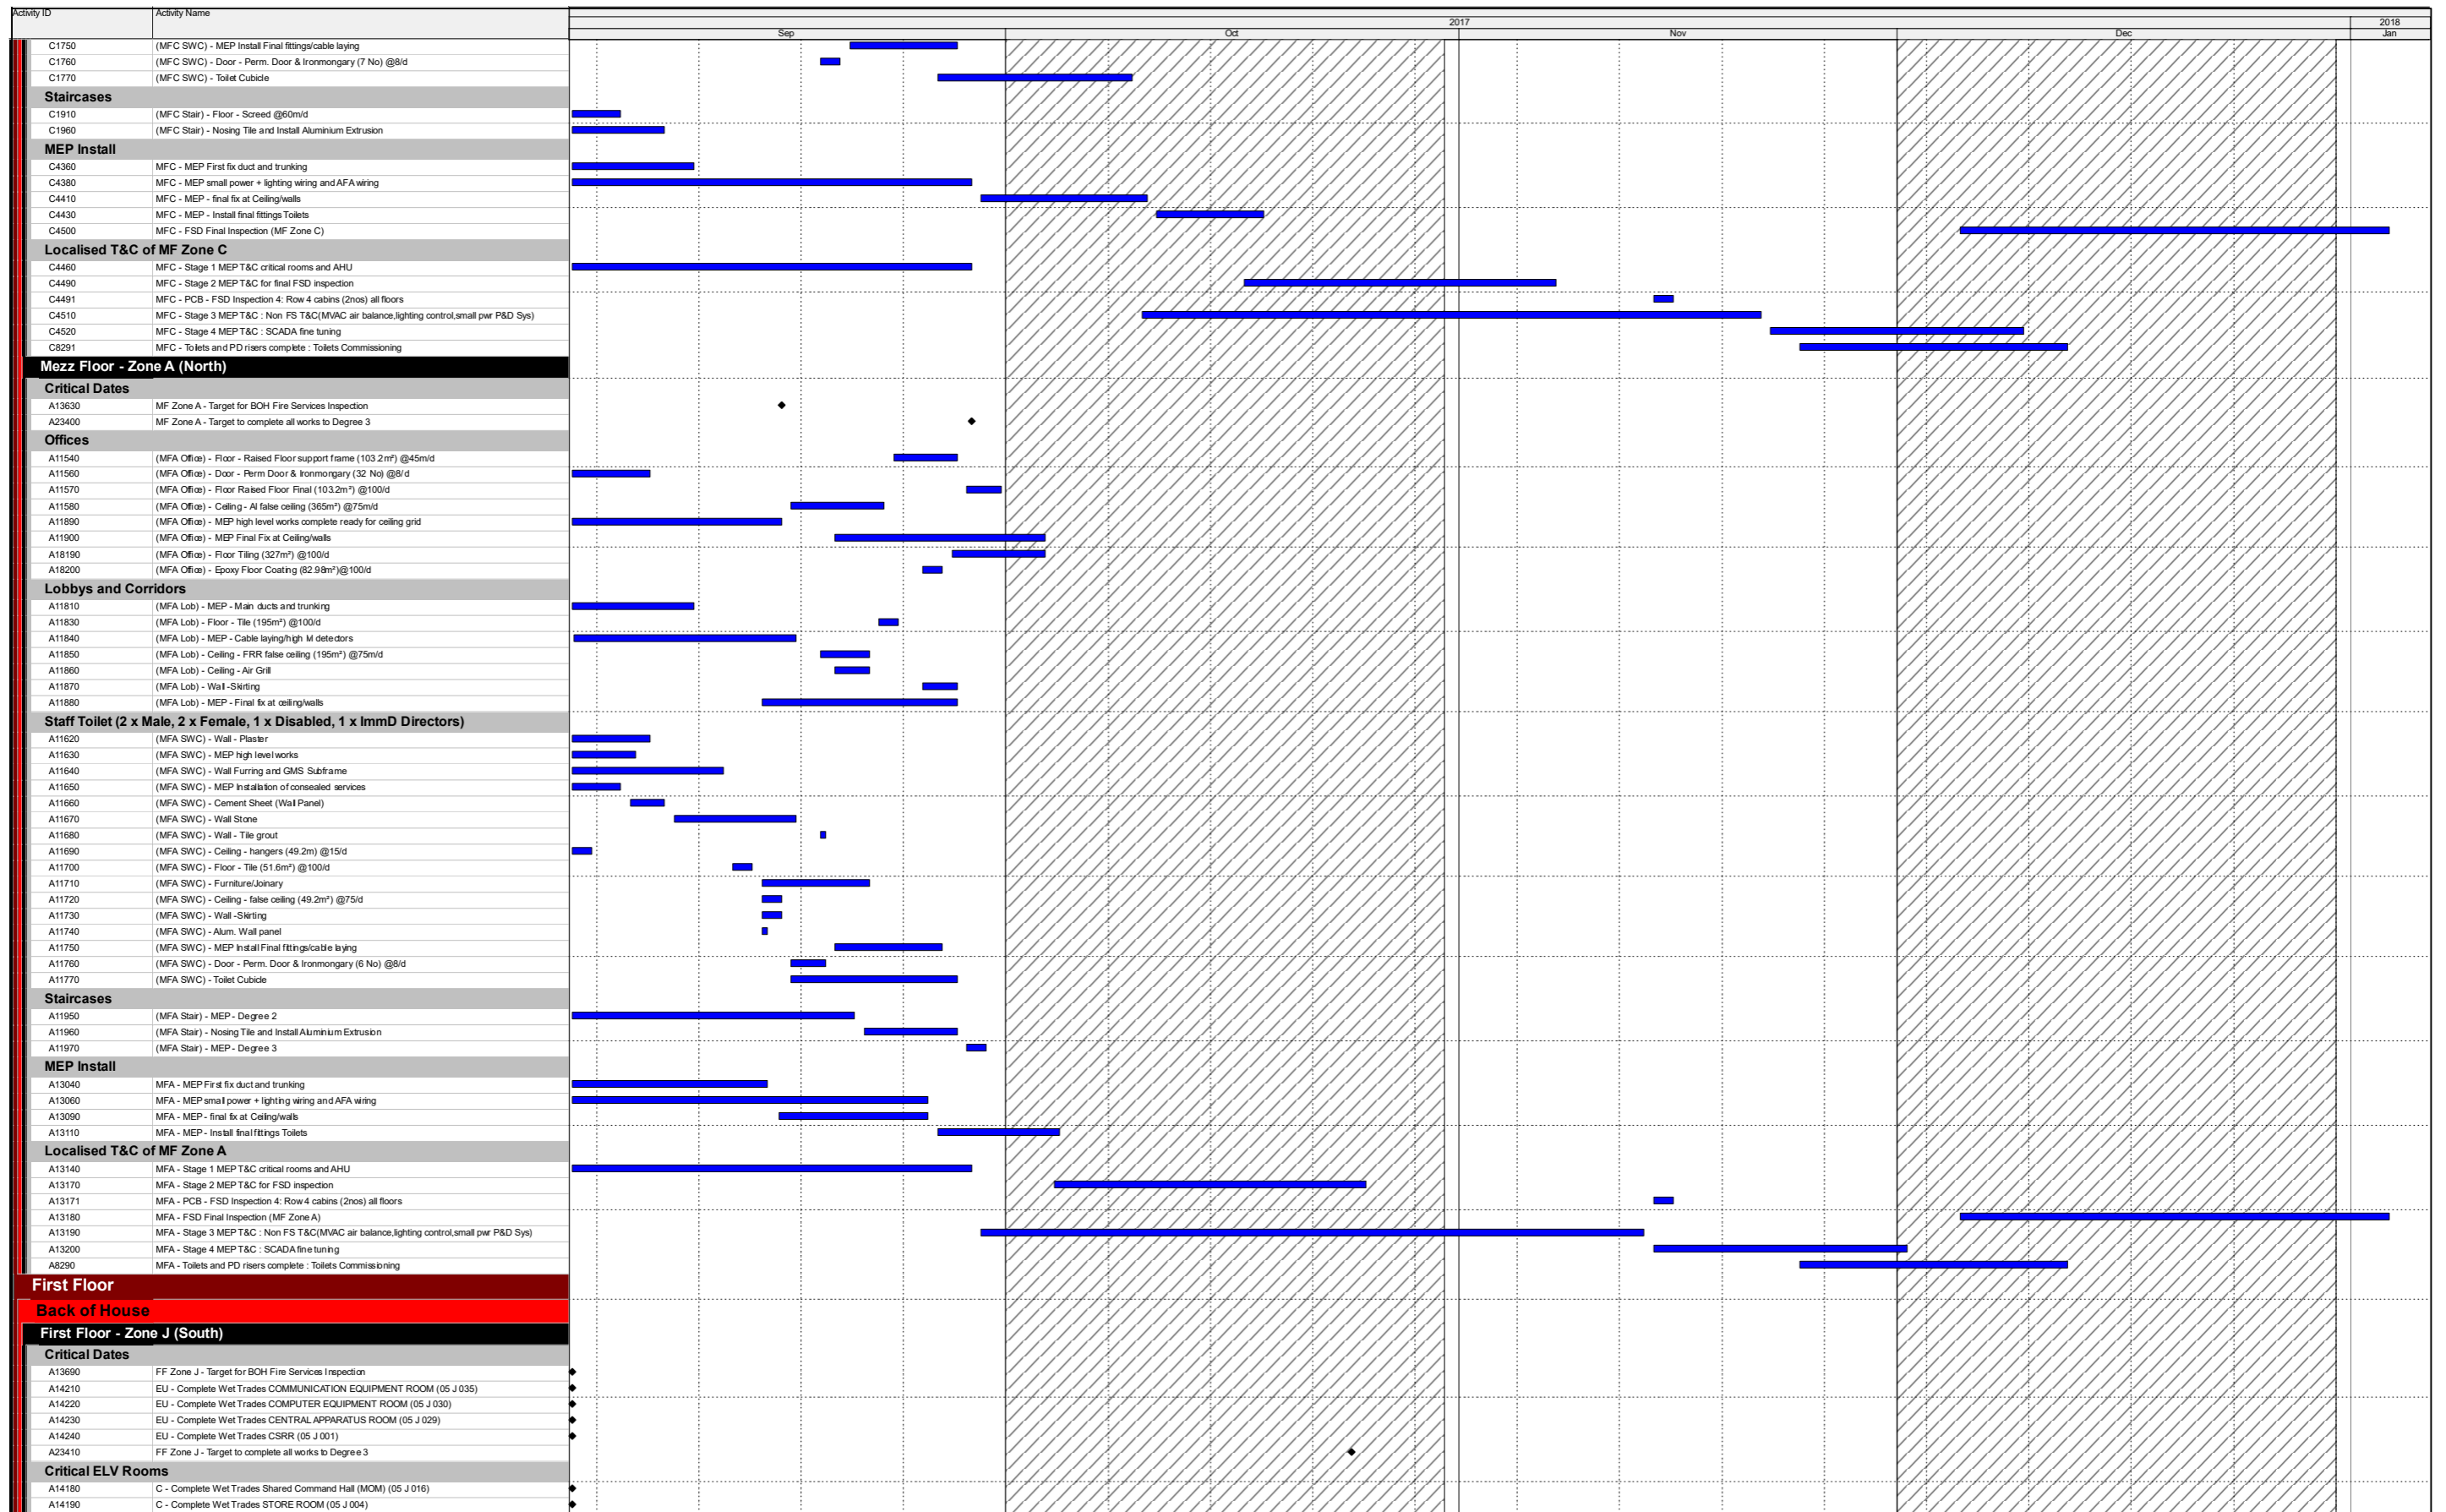 Activity ID Activity Name
2017 2018
Sep Oct Nov Dec Jan
C1750 (MFC SWC) - MEP Install Final fittings/cable laying
C1760 (MFC SWC) - Door - Perm. Door & Ironmongary (7 No) @8/d
C1770 (MFC SWC) - Toilet Cubicle
Staircases
C1910 (MFC Stair) - Floor - Screed @60m/d
C1960 (MFC Stair) - Nosing Tile and Install Aluminium Extrusion
MEP Install
C4360 MFC - MEP First fix duct and trunking
C4380 MFC - MEP small power + lighting wiring and AFA wiring
C4410 MFC - MEP - final fix at Ceiling/walls
C4430 MFC - MEP - Install final fittings Toilets
C4500 MFC - FSD Final Inspection (MF Zone C)
Localised T&C of MF Zone C
C4460 MFC - Stage 1 MEP T&C critical rooms and AHU
C4490 MFC - Stage 2 MEP T&C for final FSD inspection
C4491 MFC - PCB - FSD Inspection 4: Row 4 cabins (2nos) all floors
C4510 MFC - Stage 3 MEP T&C : Non FS T&C(MVAC air balance,lighting control,small pwr P&D Sys)
C4520 MFC - Stage 4 MEP T&C : SCADA fine tuning
C8291 MFC - Toilets and PD risers complete : Toilets Commissioning
Mezz Floor - Zone A (North)
Critical Dates
A13630 MF Zone A - Target for BOH Fire Services Inspection
A23400 MF Zone A - Target to complete all works to Degree 3
Offices
A11540 (MFA Office) - Floor - Raised Floor support frame (103.2m²) @45m/d
A11560 (MFA Office) - Door - Perm Door & Ironmongary (32 No) @8/d
A11570 (MFA Office) - Floor Raised Floor Final (103.2m²) @100/d
A11580 (MFA Office) - Ceiling - Al false ceiling (365m²) @75m/d
A11890 (MFA Office) - MEP high level works complete ready for ceiling grid
A11900 (MFA Office) - MEP Final Fix at Ceiling/walls
A18190 (MFA Office) - Floor Tiling (327m²) @100/d
A18200 (MFA Office) - Epoxy Floor Coating (82.98m²)@100/d
Lobbys and Corridors
A11810 (MFA Lob) - MEP - Main ducts and trunking
A11830 (MFA Lob) - Floor - Tile (195m²) @100/d
A11840 (MFA Lob) - MEP - Cable laying/high M detectors
A11850 (MFA Lob) - Ceiling - FRR false ceiling (195m²) @75m/d
A11860 (MFA Lob) - Ceiling - Air Grill
A11870 (MFA Lob) - Wall -Skirting
A11880 (MFA Lob) - MEP - Final fix at ceiling/walls
Staff Toilet (2 x Male, 2 x Female, 1 x Disabled, 1 x ImmD Directors)
A11620 (MFA SWC) - Wall - Plaster
A11630 (MFA SWC) - MEP high level works
A11640 (MFA SWC) - Wall Furring and GMS Subframe
A11650 (MFA SWC) - MEP Installation of consealed services
A11660 (MFA SWC) - Cement Sheet (Wall Panel)
A11670 (MFA SWC) - Wall Stone
A11680 (MFA SWC) - Wall - Tile grout
A11690 (MFA SWC) - Ceiling - hangers (49.2m) @15/d
A11700 (MFA SWC) - Floor - Tile (51.6m²) @100/d
A11710 (MFA SWC) - Furniture/Joinary
A11720 (MFA SWC) - Ceiling - false ceiling (49.2m²) @75/d
A11730 (MFA SWC) - Wall -Skirting
A11740 (MFA SWC) - Alum. Wall panel
A11750 (MFA SWC) - MEP Install Final fittings/cable laying
A11760 (MFA SWC) - Door - Perm. Door & Ironmongary (6 No) @8/d
A11770 (MFA SWC) - Toilet Cubicle
Staircases
A11950 (MFA Stair) - MEP - Degree 2
A11960 (MFA Stair) - Nosing Tile and Install Aluminium Extrusion
A11970 (MFA Stair) - MEP - Degree 3
MEP Install
A13040 MFA - MEP First fix duct and trunking
A13060 MFA - MEP small power + lighting wiring and AFA wiring
A13090 MFA - MEP - final fix at Ceiling/walls
A13110 MFA - MEP - Install final fittings Toilets
Localised T&C of MF Zone A
A13140 MFA - Stage 1 MEP T&C critical rooms and AHU
A13170 MFA - Stage 2 MEP T&C for FSD inspection
A13171 MFA - PCB - FSD Inspection 4: Row 4 cabins (2nos) all floors
A13180 MFA - FSD Final Inspection (MF Zone A)
A13190 MFA - Stage 3 MEP T&C : Non FS T&C(MVAC air balance,lighting control,small pwr P&D Sys)
A13200 MFA - Stage 4 MEP T&C : SCADA fine tuning
A8290 MFA - Toilets and PD risers complete : Toilets Commissioning
First Floor
Back of House
First Floor - Zone J (South)
Critical Dates
A13690 FF Zone J - Target for BOH Fire Services Inspection
A14210 EU - Complete Wet Trades COMMUNICATION EQUIPMENT ROOM (05 J 035)
A14220 EU - Complete Wet Trades COMPUTER EQUIPMENT ROOM (05 J 030)
A14230 EU - Complete Wet Trades CENTRAL APPARATUS ROOM (05 J 029)
A14240 EU - Complete Wet Trades CSRR (05 J 001)
A23410 FF Zone J - Target to complete all works to Degree 3
Critical ELV Rooms
A14180 C - Complete Wet Trades Shared Command Hall (MOM) (05 J 016)
A14190 C - Complete Wet Trades STORE ROOM (05 J 004)